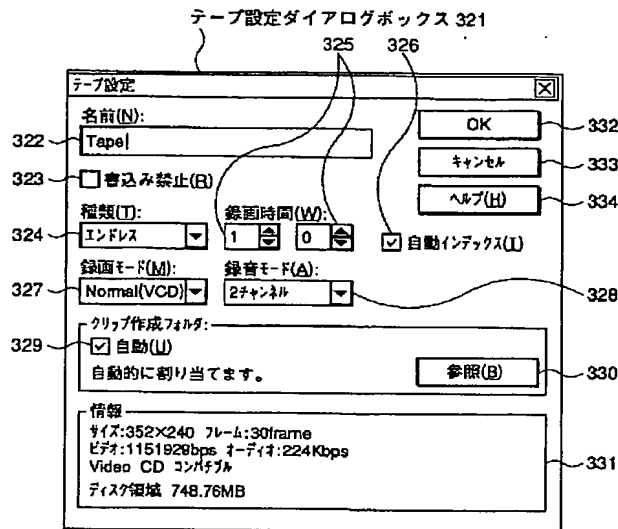 テープ設定ダイアログボックス 321
325
326
テープ設定
名前(N):
OK
332
322
Tape
キャンセル
333
323
書込み禁止(R)
ヘルプ(H)
334
種類(T):
録画時間(W):
324
エンドレス
1
0
自動インデックス(I)
録画モード(M):
録音モード(A):
327
Normal(VCD)
2チャンネル
328
クリップ作成フォルダ:
329
自動(U)
自動的に割り当てます。
参照(B)
330
情報
サイズ:352×240 フレーム:30frame
ビデオ:1151929bps オーディオ:224Kbps
331
Video CD コンパチブル
ディスク領域 748.76MB